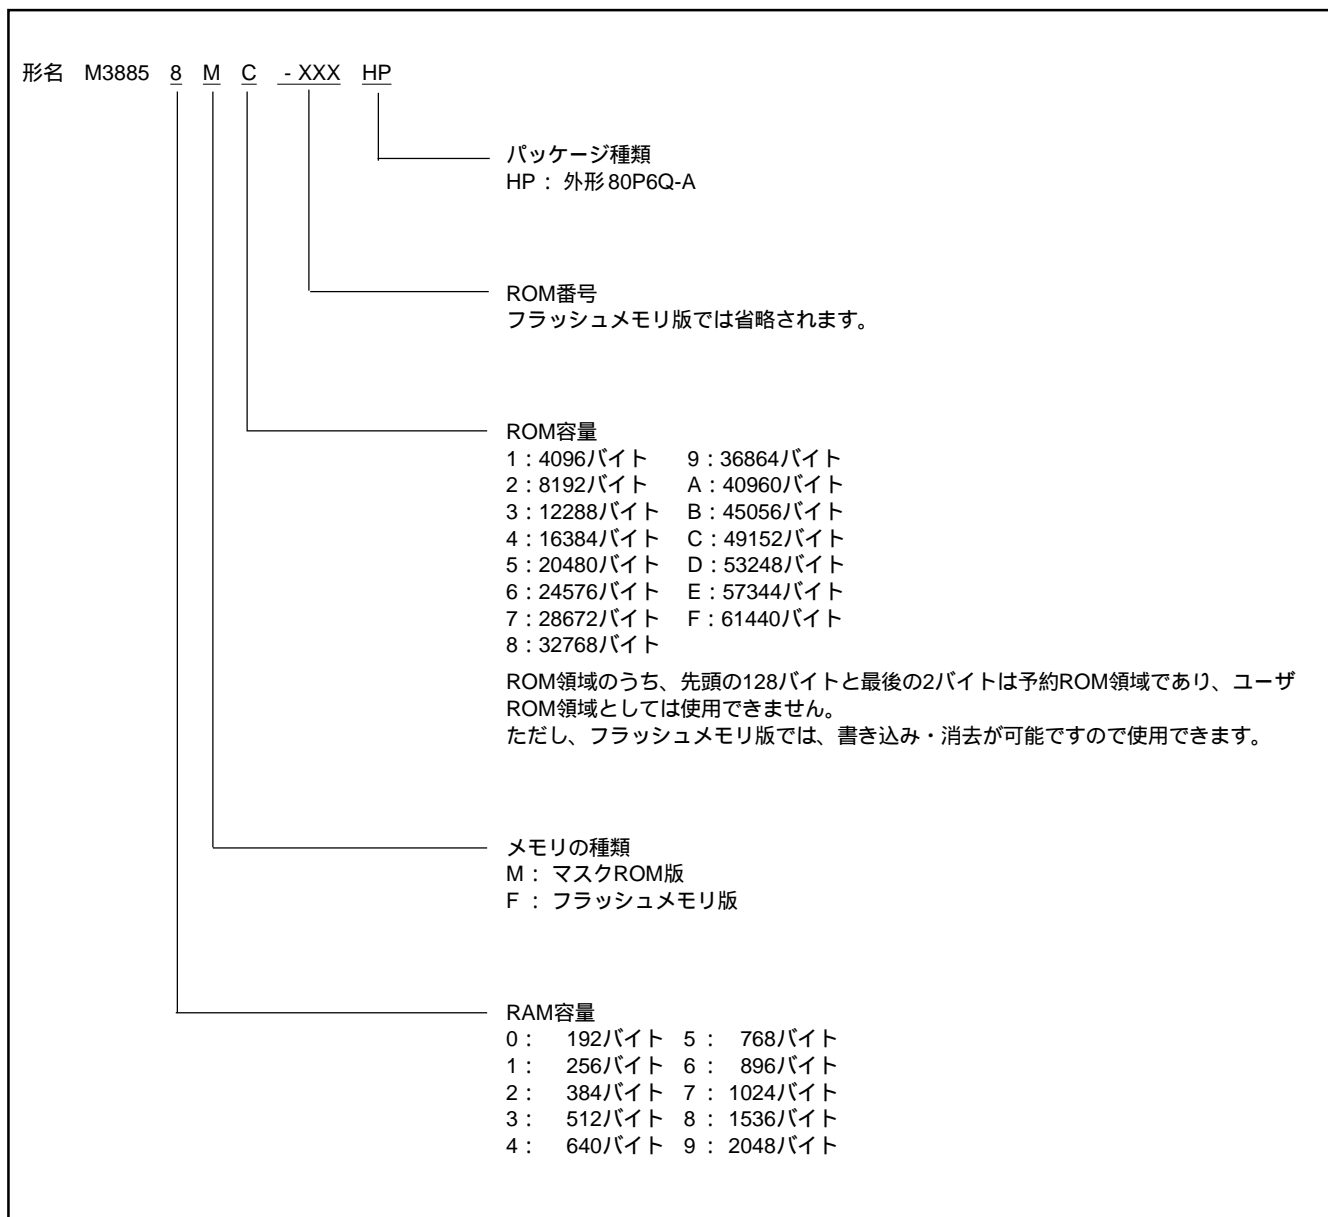 形名 M3885 8 M C - XXX HP
パッケージ種類
HP : 外形 80P6Q-A
ROM番号
フラッシュメモリ版では省略されます。
ROM容量
1 : 4096バイト 9 : 36864バイト
2 : 8192バイト A : 40960バイト
3 : 12288バイト B : 45056バイト
4 : 16384バイト C : 49152バイト
5 : 20480バイト D : 53248バイト
6 : 24576バイト E : 57344バイト
7 : 28672バイト F : 61440バイト
8 : 32768バイト
ROM領域のうち、先頭の128バイトと最後の2バイトは予約ROM領域であり、ユーザ
ROM領域としては使用できません。
ただし、フラッシュメモリ版では、書き込み・消去が可能ですので使用できます。
メモリの種類
M : マスクROM版
F : フラッシュメモリ版
RAM容量
0 : 192バイト 5 : 768バイト
1 : 256バイト 6 : 896バイト
2 : 384バイト 7 : 1024バイト
3 : 512バイト 8 : 1536バイト
4 : 640バイト 9 : 2048バイト